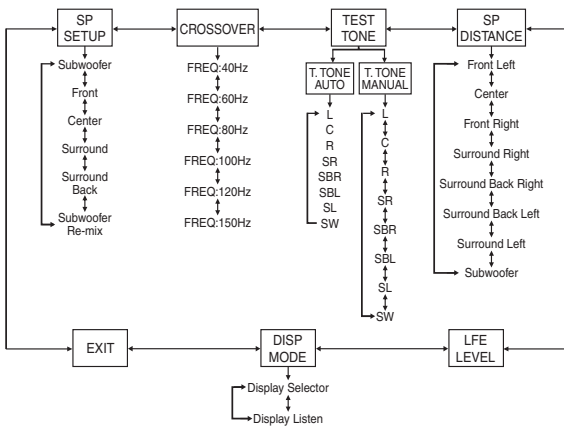 SP
SETUP
CROSSOVER
TEST
TONE
SP
DISTANCE
Subwoofer
Front
Center
Surround
Surround
Back
Subwoofer
Re-mix
FREQ:40Hz
FREQ:60Hz
FREQ:80Hz
FREQ:100Hz
FREQ:120Hz
FREQ:150Hz
T. TONE
AUTO
L
C
R
SR
SBR
SBL
SL
SW
T. TONE
MANUAL
L
C
R
SR
SBR
SBL
SL
SW
Front Left
Center
Front Right
Surround Right
Surround Back Right
Surround Back Left
Surround Left
Subwoofer
EXIT
DISP
MODE
LFE
LEVEL
Display Selector
Display Listen